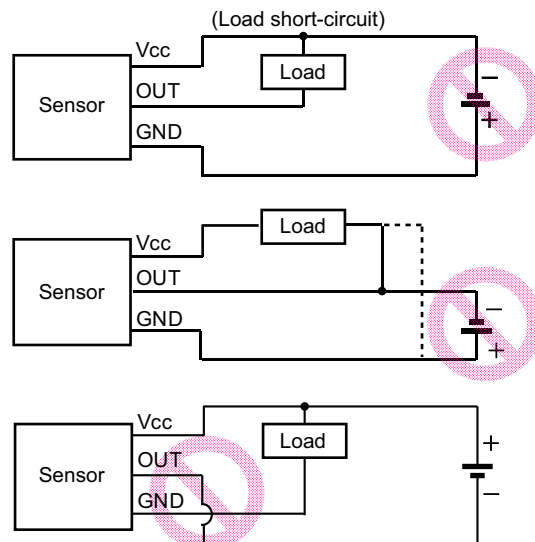 (Load short-circuit)
Vcc
Load
−
Sensor
OUT
+
GND
Load
Vcc
Sensor
OUT
−
GND
+
Vcc
Load
+
Sensor
OUT
GND
−